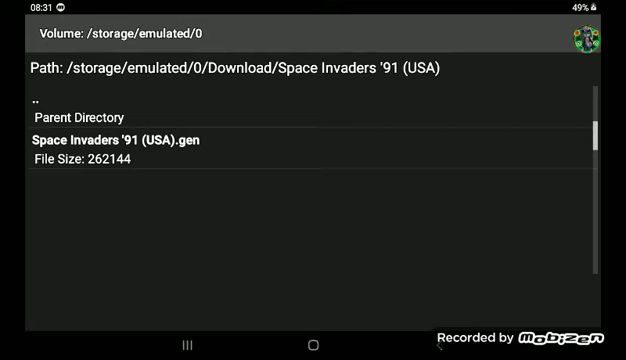 08:31
49%
Volume: /storage/emulated/0
Path: /storage/emulated/0/Download/Space Invaders '91 (USA)
..
Parent Directory
Space Invaders '91 (USA).gen
File Size: 262144
Recorded by Mobizen